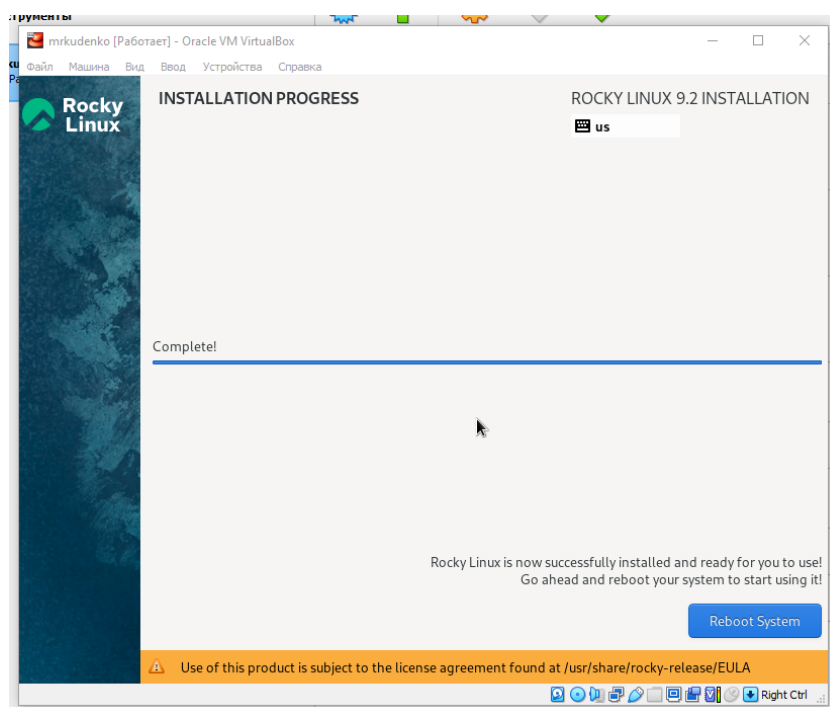 струменты
mrkudenko [Работает] - Oracle VM VirtualBox
Файл Машина Вид Ввод Устройства Справка
Rocky
Linux
INSTALLATION PROGRESS
ROCKY LINUX 9.2 INSTALLATION
us
Complete!
Rocky Linux is now successfully installed and ready for you to use!
Go ahead and reboot your system to start using it!
Reboot System
Use of this product is subject to the license agreement found at /usr/share/rocky-release/EULA
Right Ctrl